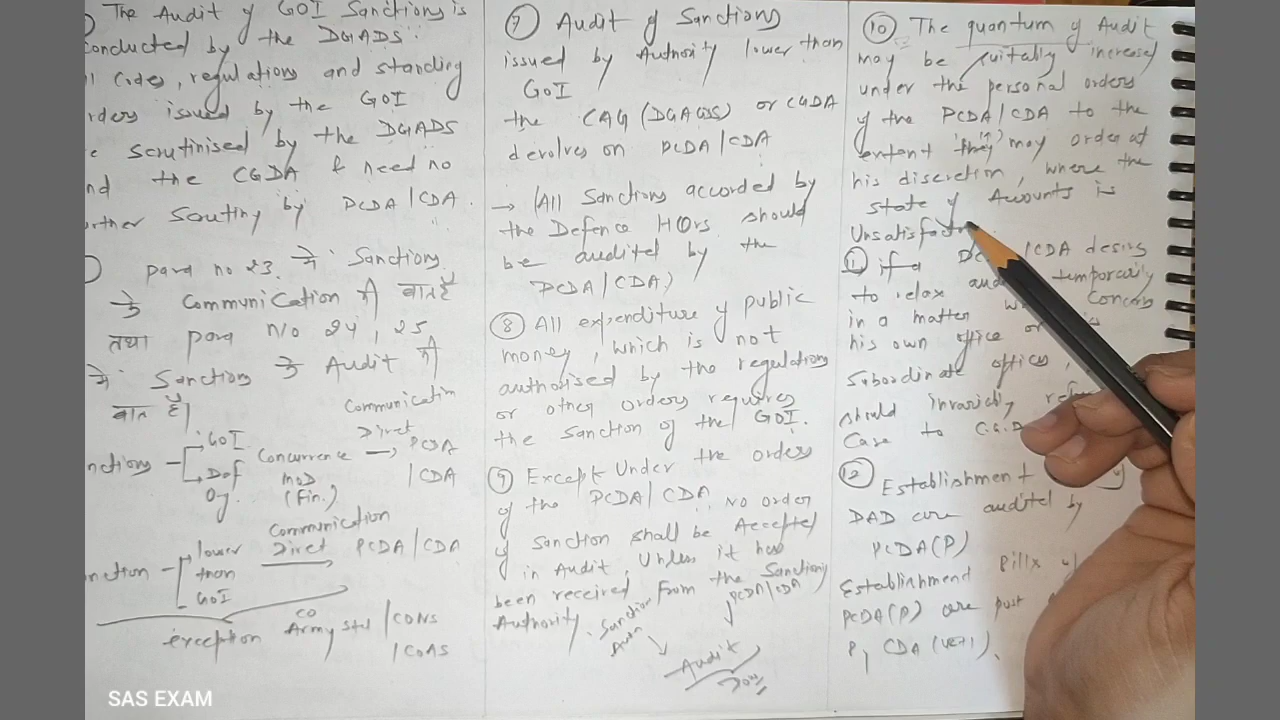 The Audit of GOI Sanctions is
conducted by the DGADS.
Codes, regulations and standing
rders issued by the GOI
e scrutinised by the DGADS
nd the CGDA & need no
urther scrutiny by PCDA/CDA.
para no 23. में Sanctions
के Communication की बात है
तथा para n/o 24, 25
में Sanction के Audit की
बात है।
Communication
Direct
nctions
GOI
Def
Concurrence → PCDA
MOD
/CDA
(Fin.)
Communication
nction
lower
than
GOI
Direct PCDA/CDA
exception
CO
Army Std /CONS
/COAS
SAS EXAM
⑦ Audit of Sanctions
issued by Authority lower than
GOI
the CAG (DGADS) or CGDA
devolves on PCDA/CDA
→ (All Sanctions accorded by
the Defence HQrs should
be audited by the
PCDA/CDA)
⑧ All expenditure of public
money, which is not
authorised by the regulations
or other orders requires
the sanction of the GOI.
⑨ Except Under the orders
of the PCDA/CDA. No order
of sanction shall be Accepted
in Audit, Unless it has
been received from the Sanctioning
Authority.
Sanction
PCDA/CDA
Audit
⑩ The quantum of Audit
may be suitably increased
under the personal orders
of the PCDA/CDA to the
extent they may order at
his discretion, where the
state of Accounts is
Unsatisfactory
⑪ if a /CDA desires
to relax audit temporarily
in a matter concerns
his own office or
Subordinate offices,
should invariably
Case to C.G.D
⑫ Establishment
DAD are audited by
PCDA(P)
Establishment Bills
PCDA(P) are post
CDA